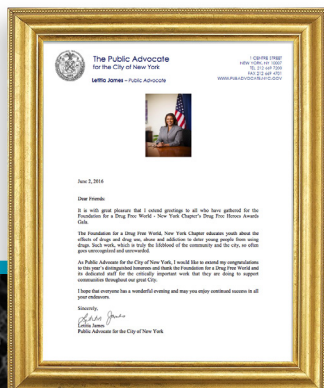 The Public Advocate
for the City of New York
Letitia James – Public Advocate
1 CENTRE STREET
NEW YORK, NY 10007
TEL 212 669 7200
FAX 212 669 4701
WWW.PUBADVOCATE.NYC.GOV
June 2, 2016
Dear Friends:
It is with great pleasure that I extend greetings to all who have gathered for the
Foundation for a Drug Free World - New York Chapter's Drug Free Heroes Awards
Gala.
The Foundation for a Drug Free World, New York Chapter educates youth about the
effects of drugs and drug use, abuse and addiction to deter young people from using
drugs. Such work, which is truly the lifeblood of the community and the city, so often
goes unrecognized and unrewarded.
As Public Advocate for the City of New York, I would like to extend my congratulations
to this year's distinguished honorees and thank the Foundation for a Drug Free World and
its dedicated staff for the critically important work that they are doing to support
communities throughout our great City.
I hope that everyone has a wonderful evening and may you enjoy continued success in all
your endeavors.
Sincerely,
Letitia James
Letitia James
Public Advocate for the City of New York